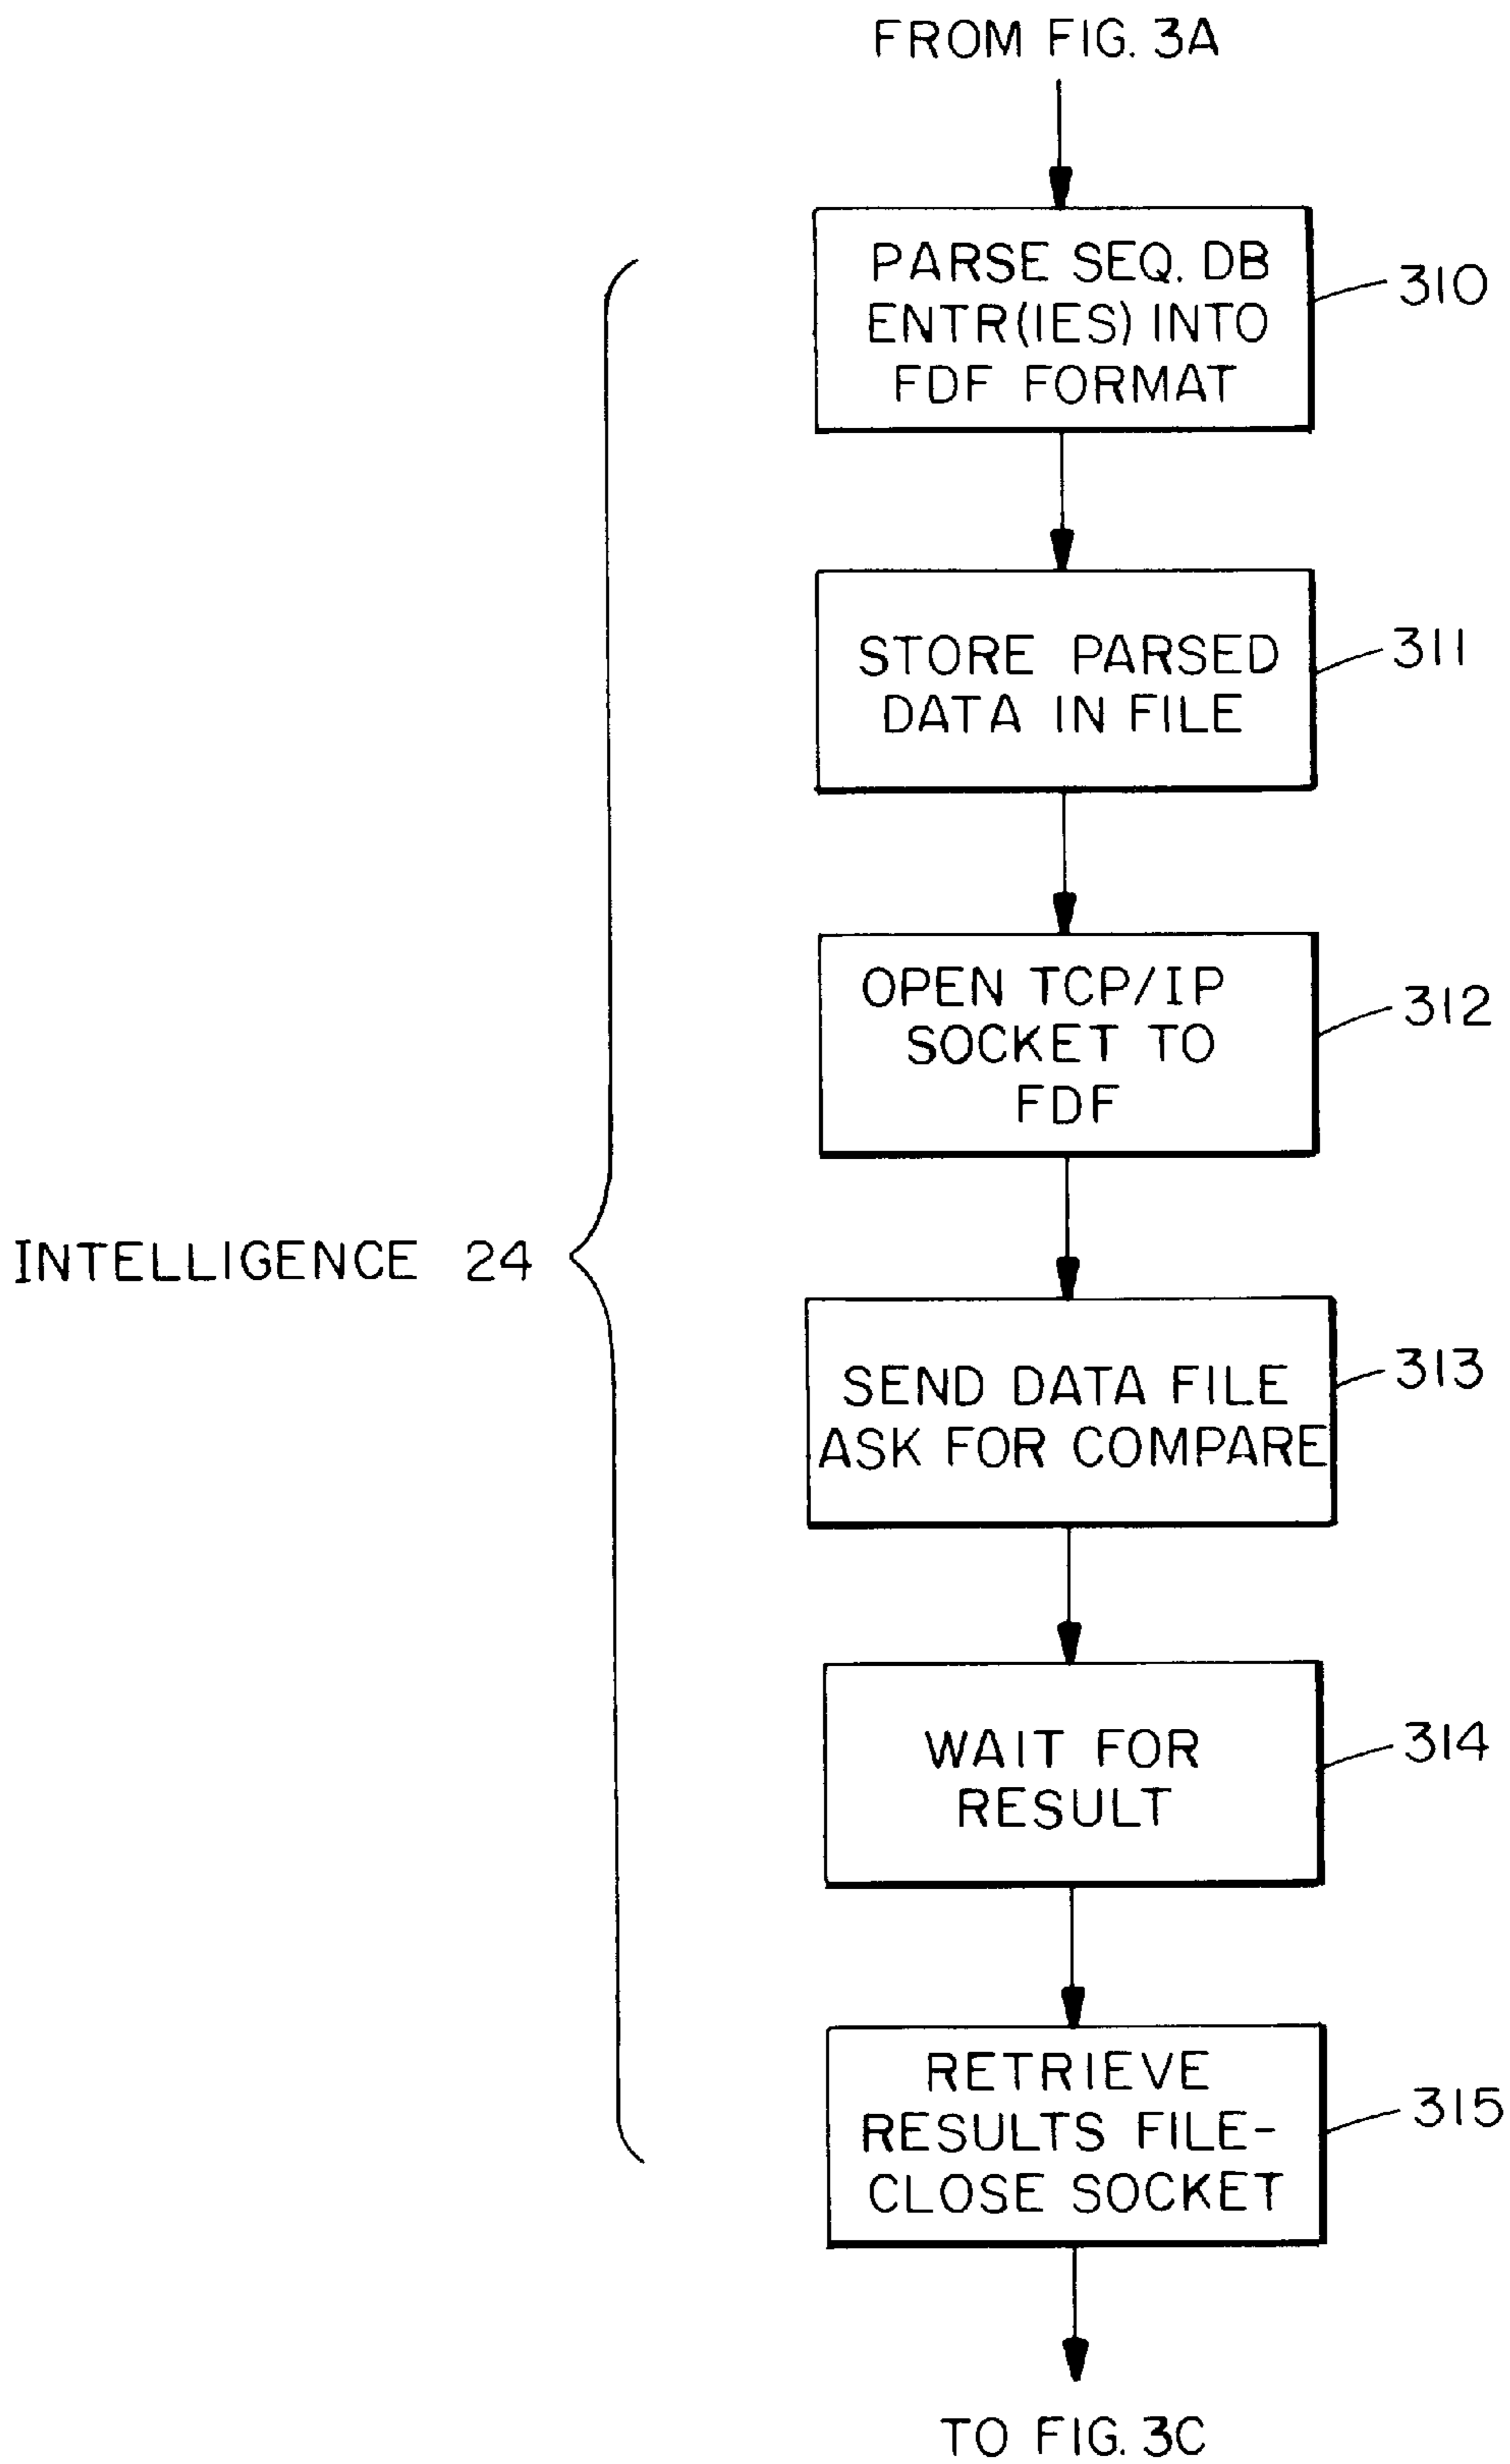 FROM FIG. 3A
PARSE SEQ. DB
ENTR(IES) INTO
FDF FORMAT
310
STORE PARSED
DATA IN FILE
311
OPEN TCP/IP
SOCKET TO
FDF
312
INTELLIGENCE 24
SEND DATA FILE
ASK FOR COMPARE
313
WAIT FOR
RESULT
314
RETRIEVE
RESULTS FILE-
CLOSE SOCKET
315
TO FIG. 3C